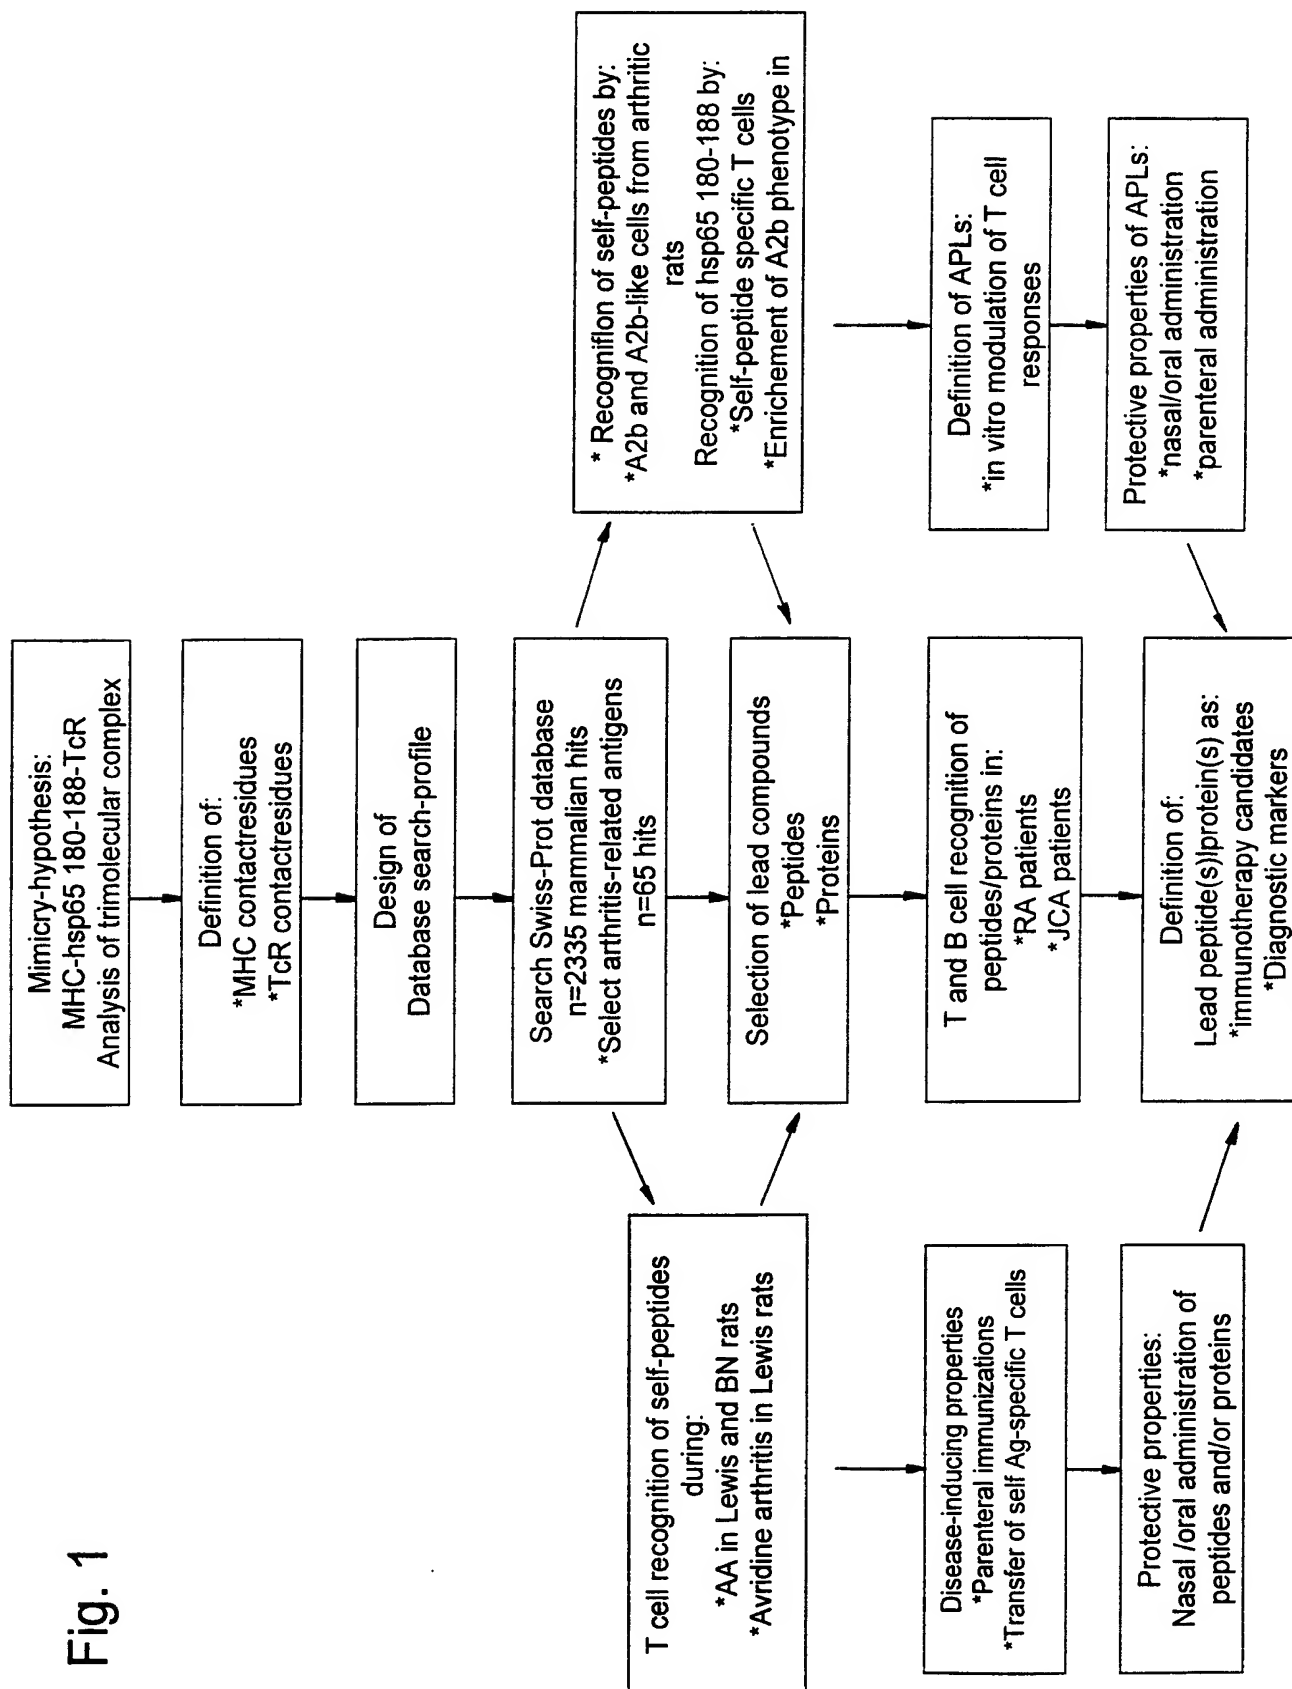 Fig. 1
Mimicry-hypothesis:
MHC-hsp65 180-188-TcR
Analysis of trimolecular complex
Definition of:
*MHC contactresidues
*TcR contactresidues
Design of
Database search-profile
Search Swiss-Prot database
n=2335 mammalian hits
*Select arthritis-related antigens
n=65 hits
T cell recognition of self-peptides
during:
*AA in Lewis and BN rats
*Avridine arthritis in Lewis rats
* Recogniflon of self-peptides by:
*A2b and A2b-like cells from arthritic
rats
Recognition of hsp65 180-188 by:
*Self-peptide specific T cells
*Enrichement of A2b phenotype in
Selection of lead compounds
*Peptides
*Proteins
Disease-inducing properties
*Parenteral immunizations
*Transfer of self Ag-specific T cells
T and B cell recognition of
peptides/proteins in:
*RA patients
*JCA patients
Definition of APLs:
*in vitro modulation of T cell
responses
Protective properties:
Nasal /oral administration of
peptides and/or proteins
Definition of:
Lead peptide(s)lprotein(s) as:
*immunotherapy candidates
*Diagnostic markers
Protective properties of APLs:
*nasal/oral administration
*parenteral administration